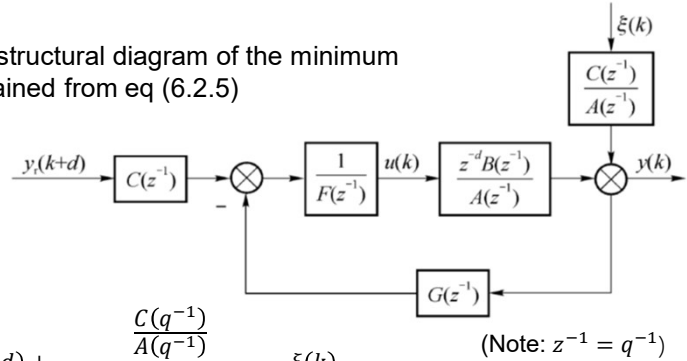 structural diagram of the minimum
from eq (6.2.5)
ξ(k)
C(z⁻¹)
A(z⁻¹)
yᵣ(k+d)
C(z⁻¹)
−
1
F(z⁻¹)
u(k)
z⁻ᵈB(z⁻¹)
A(z⁻¹)
y(k)
G(z⁻¹)
C(q⁻¹)
A(q⁻¹)
(Note: z⁻¹ = q⁻¹)